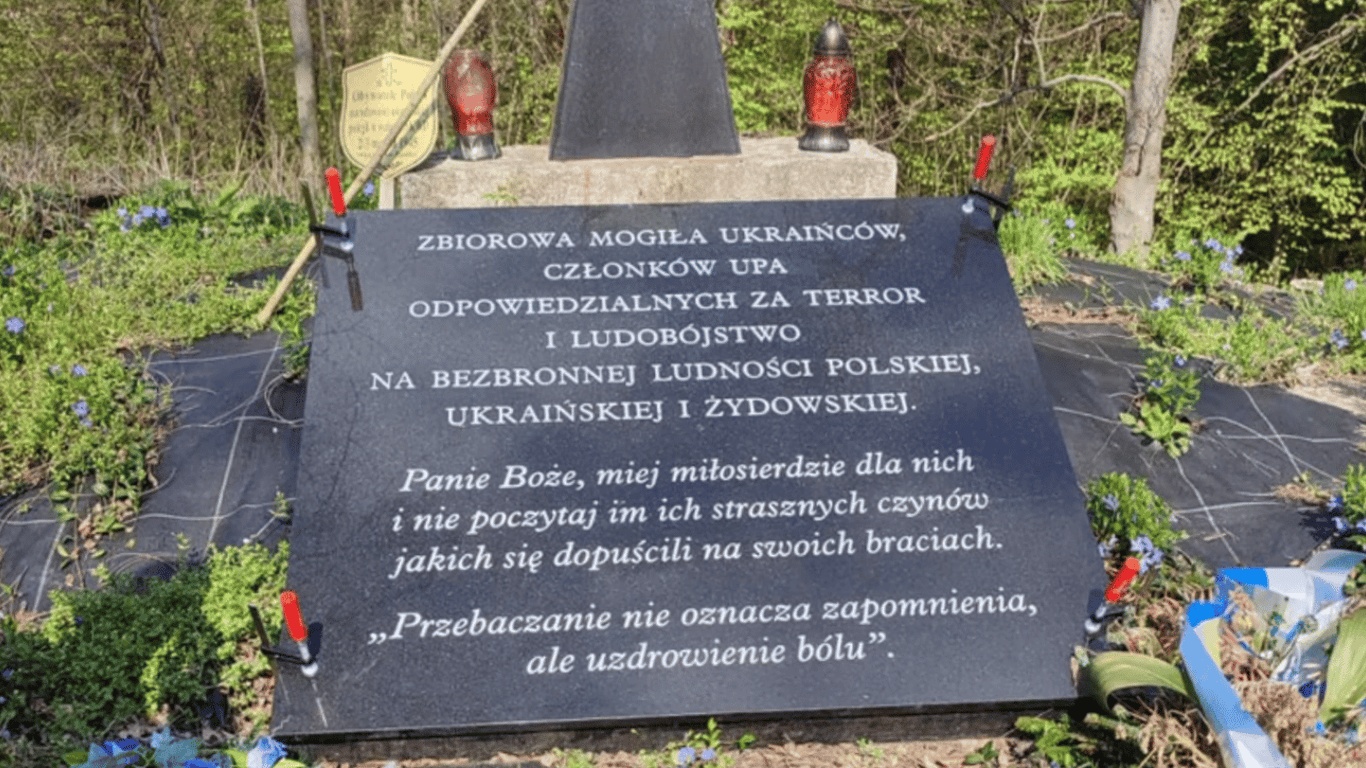 Obywatele
ZBIOROWA MOGIŁA UKRAIŃCÓW,
CZŁONKÓW UPA
ODPOWIEDZIALNYCH ZA TERROR
I LUDOBÓJSTWO
NA BEZBRONNEJ LUDNOŚCI POLSKIEJ,
UKRAIŃSKIEJ I ŻYDOWSKIEJ.
Panie Boże, miej miłosierdzie dla nich
i nie poczytaj im ich strasznych czynów
jakich się dopuścili na swoich braciach.
„Przebaczanie nie oznacza zapomnienia,
ale uzdrowienie bólu”.